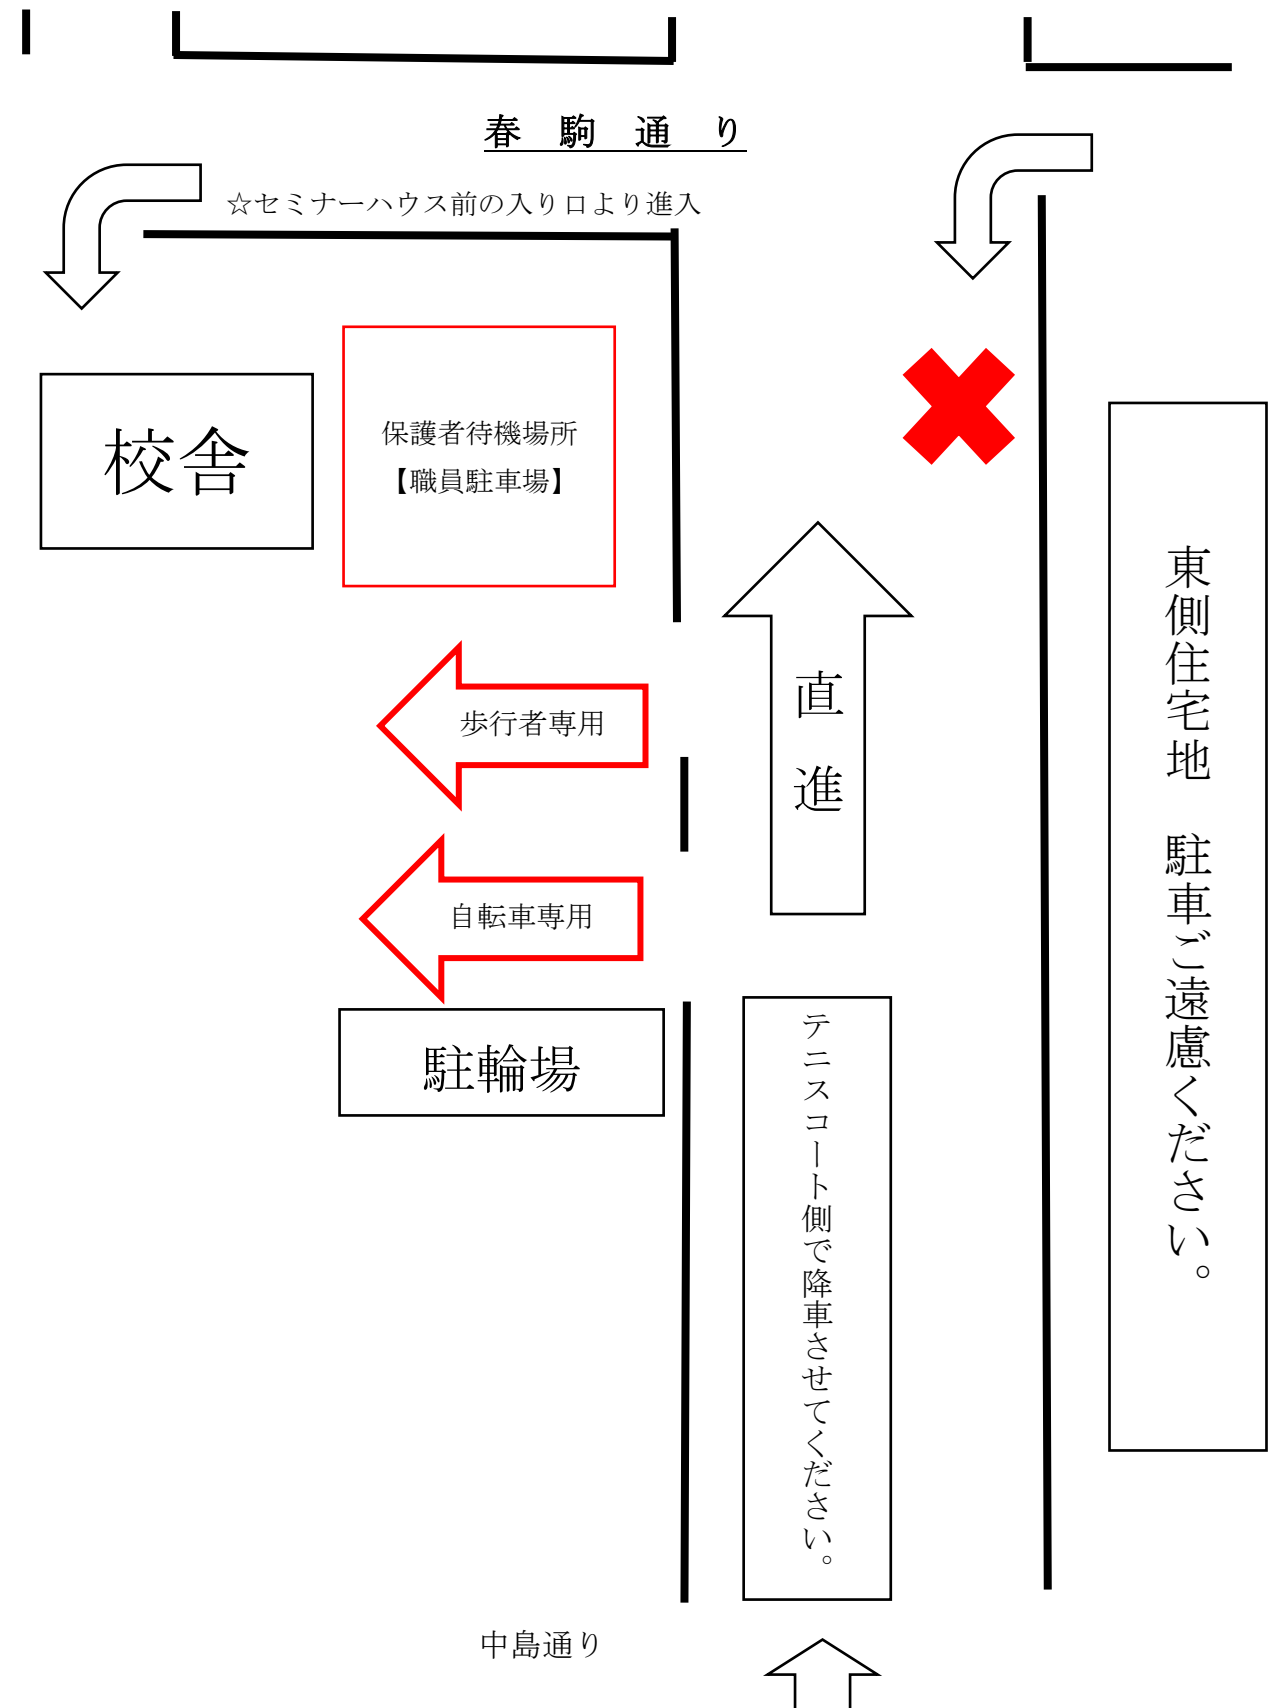 春　駒　通　り
☆セミナーハウス前の入り口より進入
校舎
保護者待機場所
【職員駐車場】
歩行者専用
自転車専用
駐輪場
直進
テニスコート側で降車させてください。
東側住宅地　駐車ご遠慮ください。
中島通り